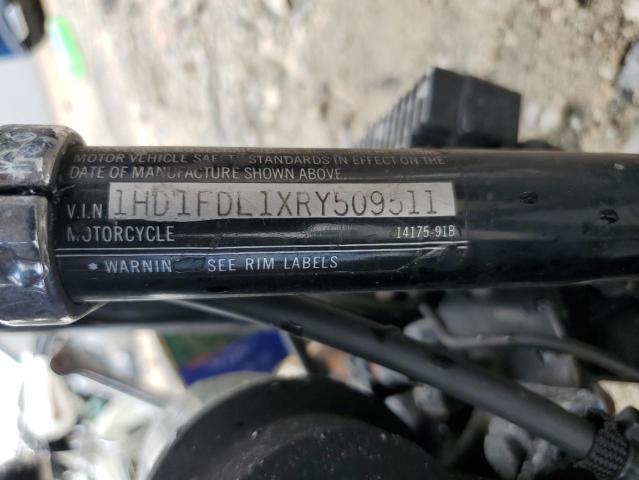 MOTOR VEHICLE SAFETY STANDARDS IN EFFECT ON THE
DATE OF MANUFACTURE SHOWN ABOVE.
V.I.N. 1HD1FDL1XRY509511
MOTORCYCLE 14175-91B
* WARNIN SEE RIM LABELS